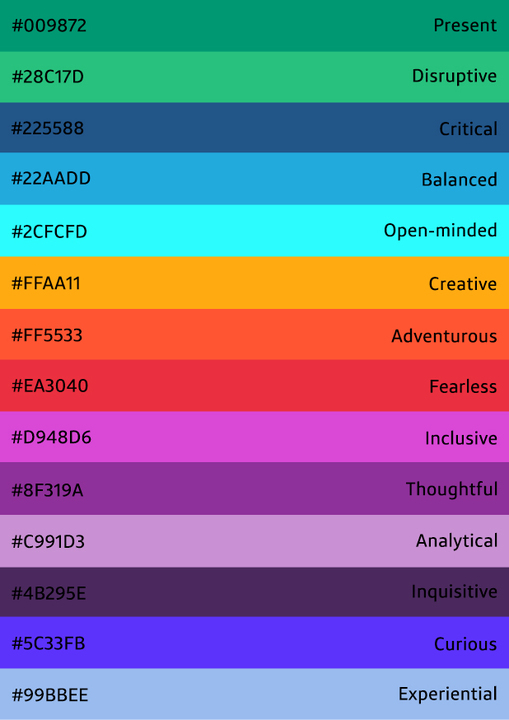 #009872 Present
#28C17D Disruptive
#225588 Critical
#22AADD Balanced
#2CFCFD Open-minded
#FFAA11 Creative
#FF5533 Adventurous
#EA3040 Fearless
#D948D6 Inclusive
#8F319A Thoughtful
#C991D3 Analytical
#4B295E Inquisitive
#5C33FB Curious
#99BBEE Experiential